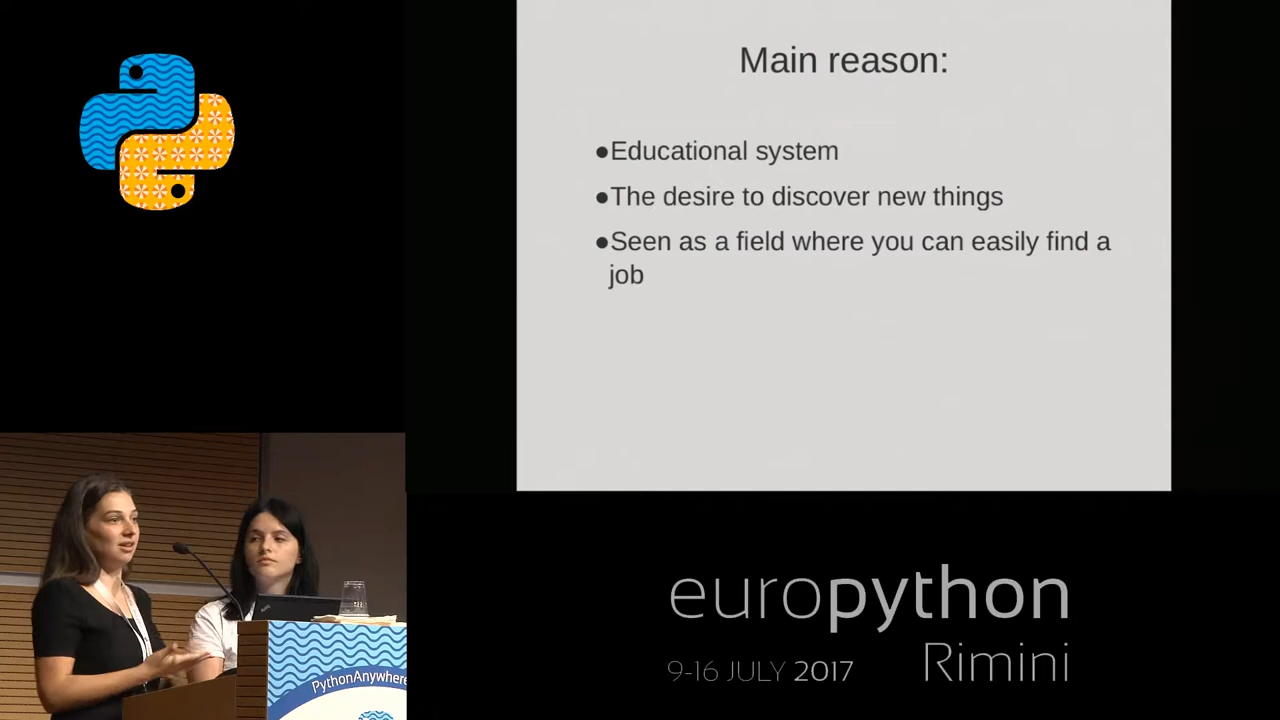 Main reason:
●Educational system
●The desire to discover new things
●Seen as a field where you can easily find a
job
europython
9-16 JULY 2017
Rimini
PythonAnywhere